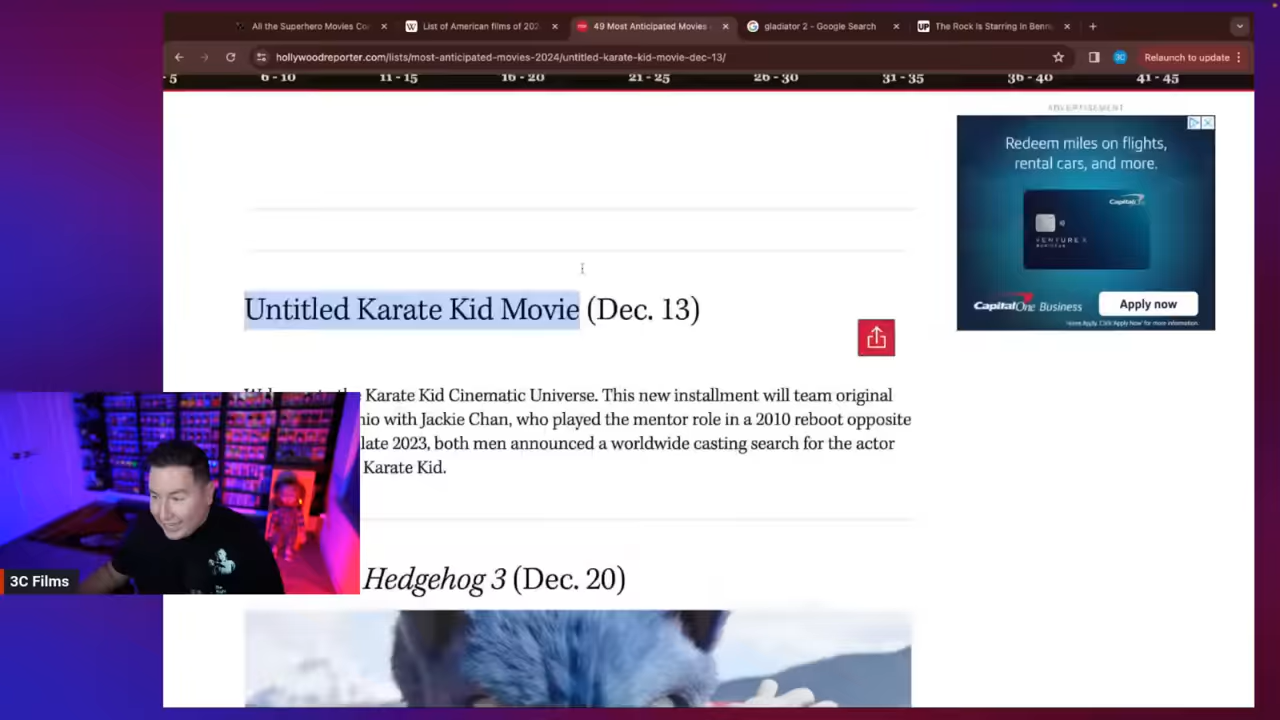 All the Superhero Movies Co
List of American films of 202
49 Most Anticipated Movies
gladiator 2 - Google Search
The Rock Is Starring In Benn
hollywoodreporter.com/lists/most-anticipated-movies-2024/untitled-karate-kid-movie-dec-13/
Relaunch to update
5 6 - 10 11 - 15 16 - 20 21 - 25 26 - 30 31 - 35 36 - 40 41 - 45
ADVERTISEMENT
Redeem miles on flights,
rental cars, and more.
Capital One
VENTURE X
BUSINESS
Capital One Business
Apply now
Untitled Karate Kid Movie (Dec. 13)
Karate Kid Cinematic Universe. This new installment will team original
with Jackie Chan, who played the mentor role in a 2010 reboot opposite
late 2023, both men announced a worldwide casting search for the actor
Karate Kid.
Hedgehog 3 (Dec. 20)
3C Films